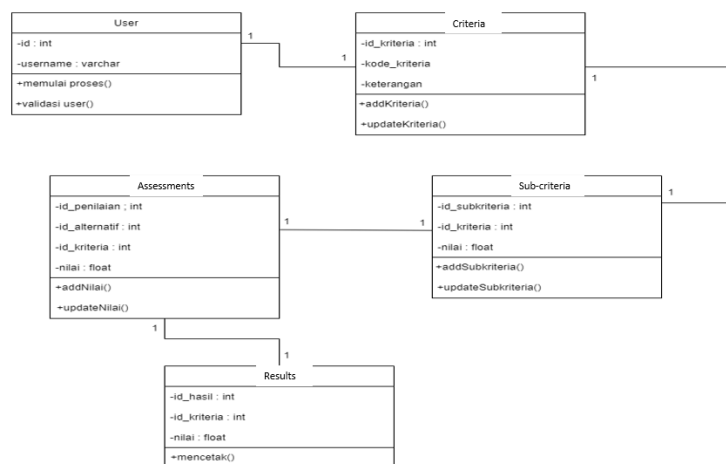 User
-id : int
-username : varchar
+memulai proses()
+validasi user()
1
1
Criteria
-id_kriteria : int
-kode_kriteria
-keterangan
+addKriteria()
+updateKriteria()
1
Assessments
-id_penilaian ; int
-id_alternatif : int
-id_kriteria : int
-nilai : float
+addNilai()
+updateNilai()
1
1
Sub-criteria
-id_subkriteria : int
-id_kriteria : int
-nilai : float
+addSubkriteria()
+updateSubkriteria()
1
1
1
Results
-id_hasil : int
-id_kriteria : int
-nilai : float
+mencetak()